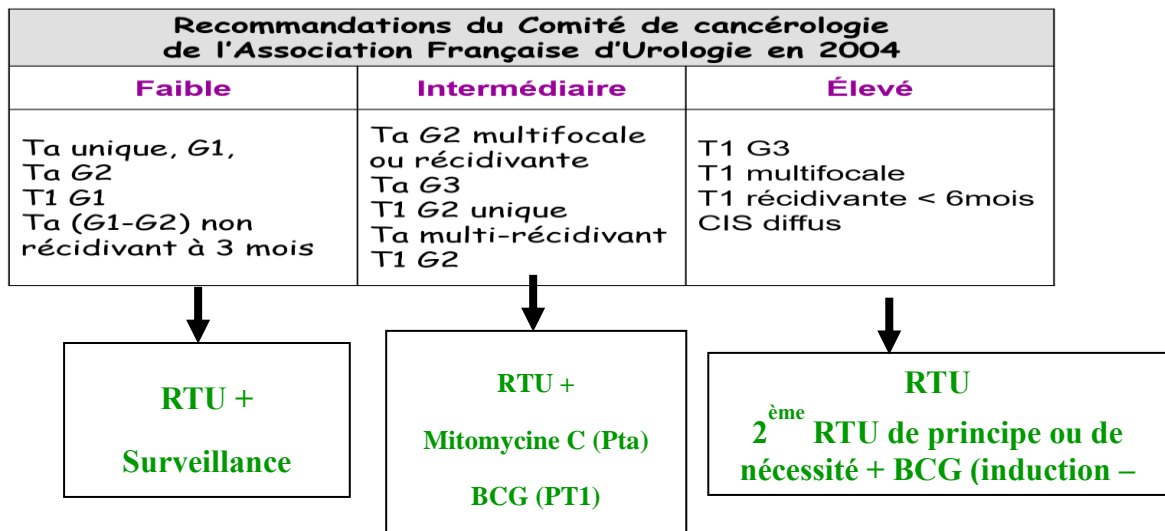 Recommandations du Comité de cancérologie
de l'Association Française d'Urologie en 2004
Faible
Intermédiaire
Élevé
Ta unique, G1,
Ta G2
T1 G1
Ta (G1-G2) non
récidivant à 3 mois
Ta G2 multifocale
ou récidivante
Ta G3
T1 G2 unique
Ta multi-récidivant
T1 G2
T1 G3
T1 multifocale
T1 récidivante < 6mois
CIS diffus
RTU +
Surveillance
RTU +
Mitomycine C (Pta)
BCG (PT1)
RTU
2ème RTU de principe ou de
nécessité + BCG (induction –